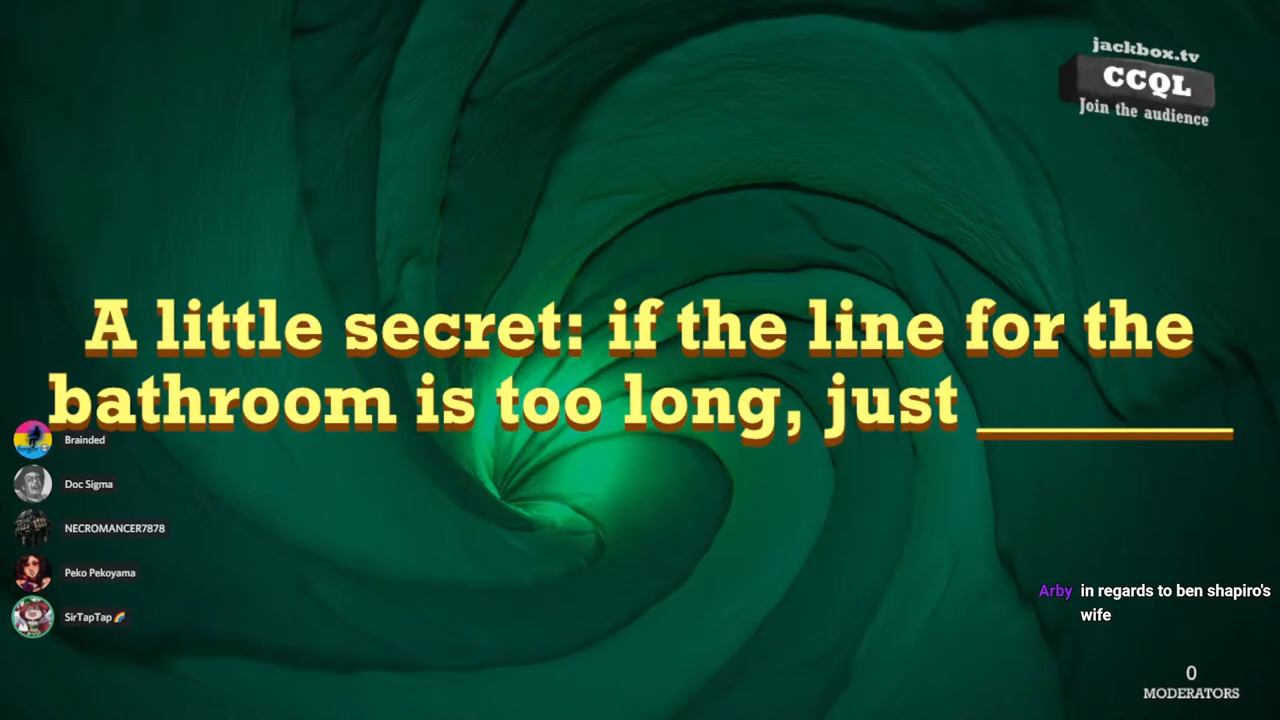 jackbox.tv
CCQL
Join the audience
A little secret: if the line for the
bathroom is too long, just ________
Brainded
Doc Sigma
NECROMANCER7878
Peko Pekoyama
SirTapTap🌈
Arby in regards to ben shapiro's
wife
0
MODERATORS